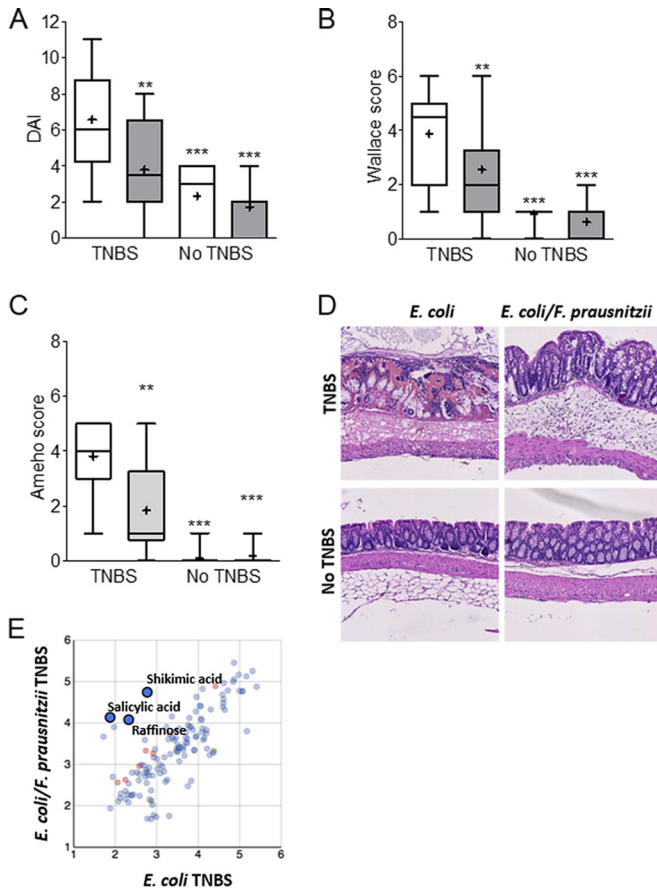 A
12
10
8
6
4
2
0
DAI
**
***
***
TNBS No TNBS
B
8
6
4
2
0
Wallace score
**
***
***
TNBS No TNBS
C
8
6
4
2
0
Ameho score
**
***
***
TNBS No TNBS
D
E. coli E. coli/F. prausnitzii
TNBS
No TNBS
E
6
5
4
3
2
1
E. coli/F. prausnitzii TNBS
Shikimic acid
Salicylic acid
Raffinose
1 2 3 4 5 6
E. coli TNBS